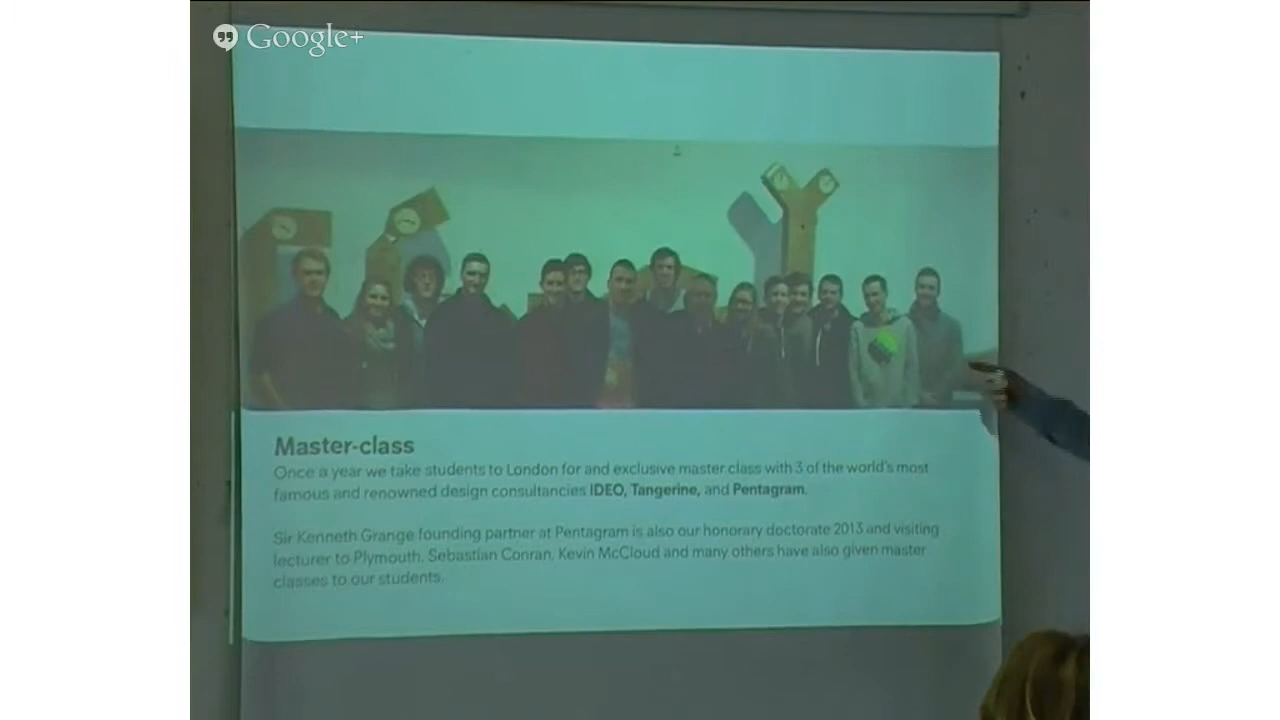 Google+
Master-class
Once a year we take students to London for and exclusive master class with 3 of the world's most
famous and renowned design consultancies IDEO, Tangerine, and Pentagram.
Sir Kenneth Grange founding partner at Pentagram is also our honorary doctorate 2013 and visiting
lecturer to Plymouth. Sebastian Conran, Kevin McCloud and many others have also given master
classes to our students.